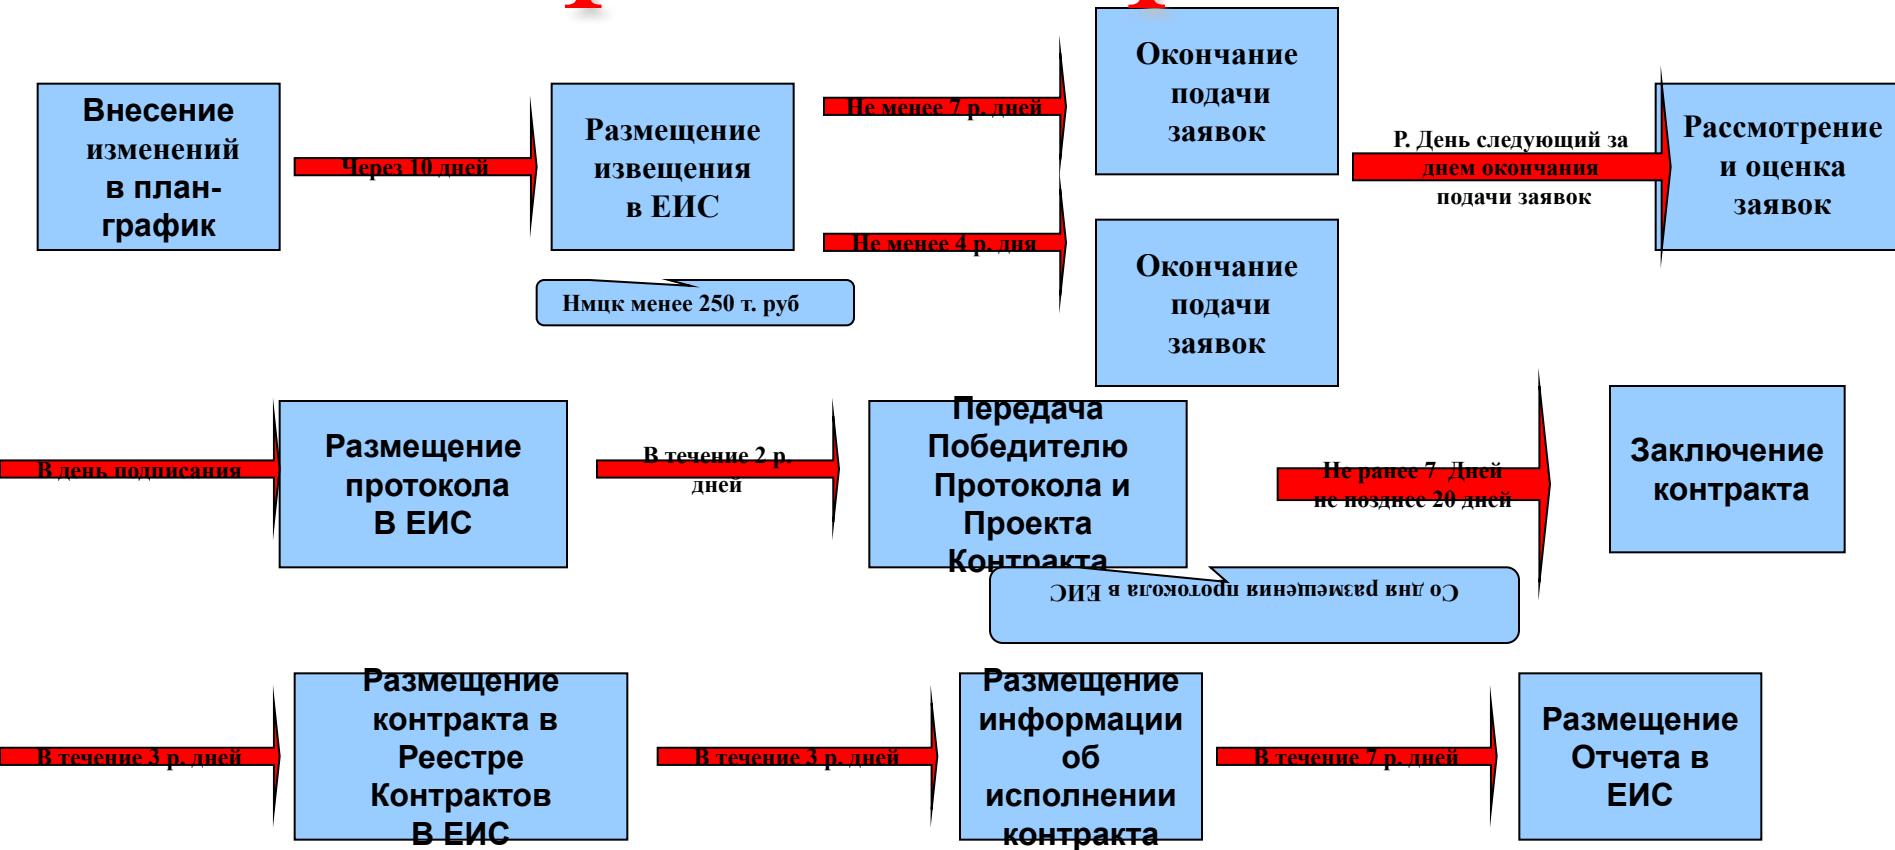 Внесение
изменений
в план-
график
Через 10 дней
Размещение
извещения
в ЕИС
Нмцк менее 250 т. руб
Не менее 7 р. дней
Не менее 4 р. дня
Окончание
подачи
заявок
Окончание
подачи
заявок
Р. День следующий за
днем окончания
подачи заявок
Рассмотрение
и оценка
заявок
В день подписания
Размещение
протокола
В ЕИС
В течение 2 р.
дней
Передача
Победителю
Протокола и
Проекта
Контракта
Со дня размещения протокола в ЕИС
Не ранее 7 Дней
не позднее 20 дней
Заключение
контракта
В течение 3 р. дней
Размещение
контракта в
Реестре
Контрактов
В ЕИС
В течение 3 р. дней
Размещение
информации
об
исполнении
контракта
В течение 7 р. дней
Размещение
Отчета в
ЕИС